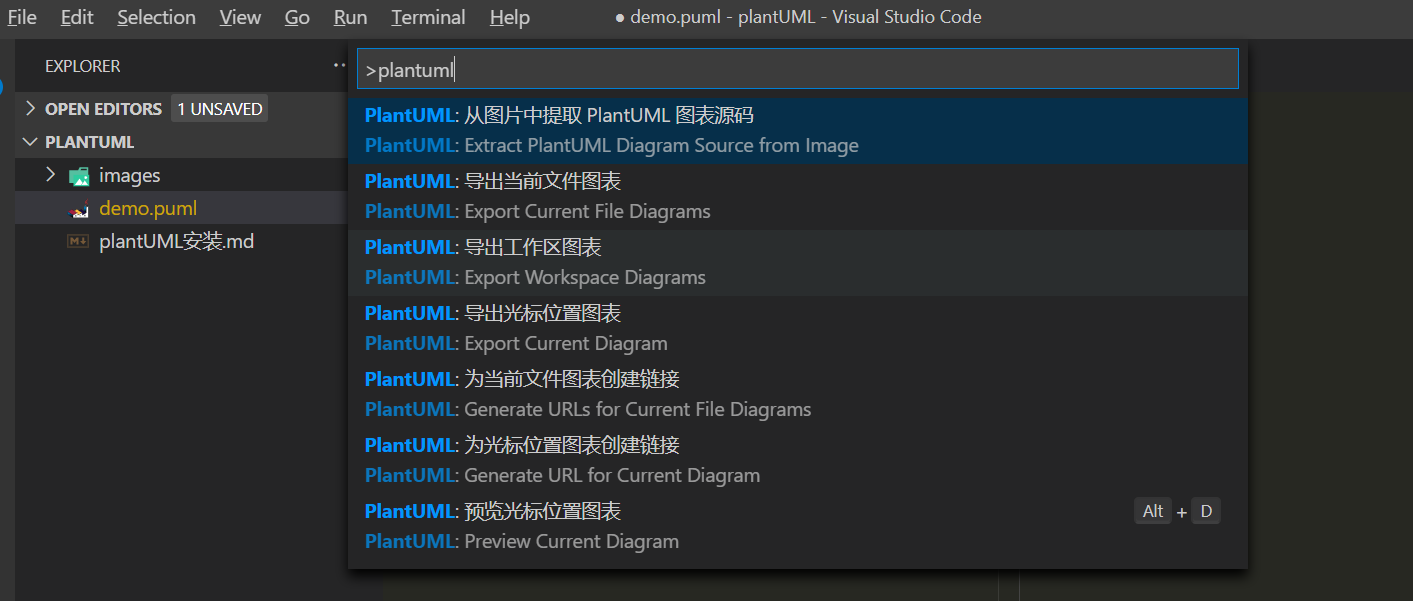 File Edit Selection View Go Run Terminal Help ● demo.puml - plantUML - Visual Studio Code
EXPLORER
>plantuml
OPEN EDITORS 1 UNSAVED
PLANTUML
images
demo.puml
plantUML安装.md
PlantUML: 从图片中提取 PlantUML 图表源码
PlantUML: Extract PlantUML Diagram Source from Image
PlantUML: 导出当前文件图表
PlantUML: Export Current File Diagrams
PlantUML: 导出工作区图表
PlantUML: Export Workspace Diagrams
PlantUML: 导出光标位置图表
PlantUML: Export Current Diagram
PlantUML: 为当前文件图表创建链接
PlantUML: Generate URLs for Current File Diagrams
PlantUML: 为光标位置图表创建链接
PlantUML: Generate URL for Current Diagram
PlantUML: 预览光标位置图表 Alt + D
PlantUML: Preview Current Diagram